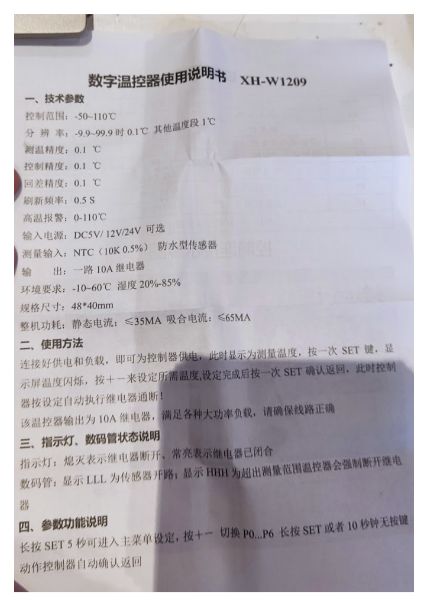 数字温控器使用说明书 XH-W1209
一、技术参数
控制范围：-50~110℃
分 辨 率：-9.9~99.9时0.1℃ 其他温度段1℃
测温精度：0.1 ℃
控制精度：0.1 ℃
回差精度：0.1 ℃
刷新频率：0.5 S
高温报警：0-110℃
输入电源：DC5V/ 12V/24V 可选
测量输入：NTC（10K 0.5%） 防水型传感器
输 出：一路10A继电器
环境要求：-10~60℃ 湿度20%-85%
规格尺寸：48*40mm
整机功耗：静态电流：≤35MA 吸合电流：≤65MA
二、使用方法
连接好供电和负载，即可为控制器供电，此时显示为测量温度，按一次 SET 键，显
示屏温度闪烁，按＋－来设定所需温度,设定完成后按一次 SET 确认返回，此时控制
器按设定自动执行继电器通断！
该温控器输出为10A继电器，满足各种大功率负载，请确保线路正确
三、指示灯、数码管状态说明
指示灯：熄灭表示继电器断开、常亮表示继电器已闭合
数码管：显示 LLL 为传感器开路；显示 HHH 为超出测量范围温控器会强制断开继电
器
四、参数功能说明
长按SET 5秒可进入主菜单设定，按＋－ 切换 P0...P6 长按 SET 或者 10 秒钟无按键
动作控制器自动确认返回